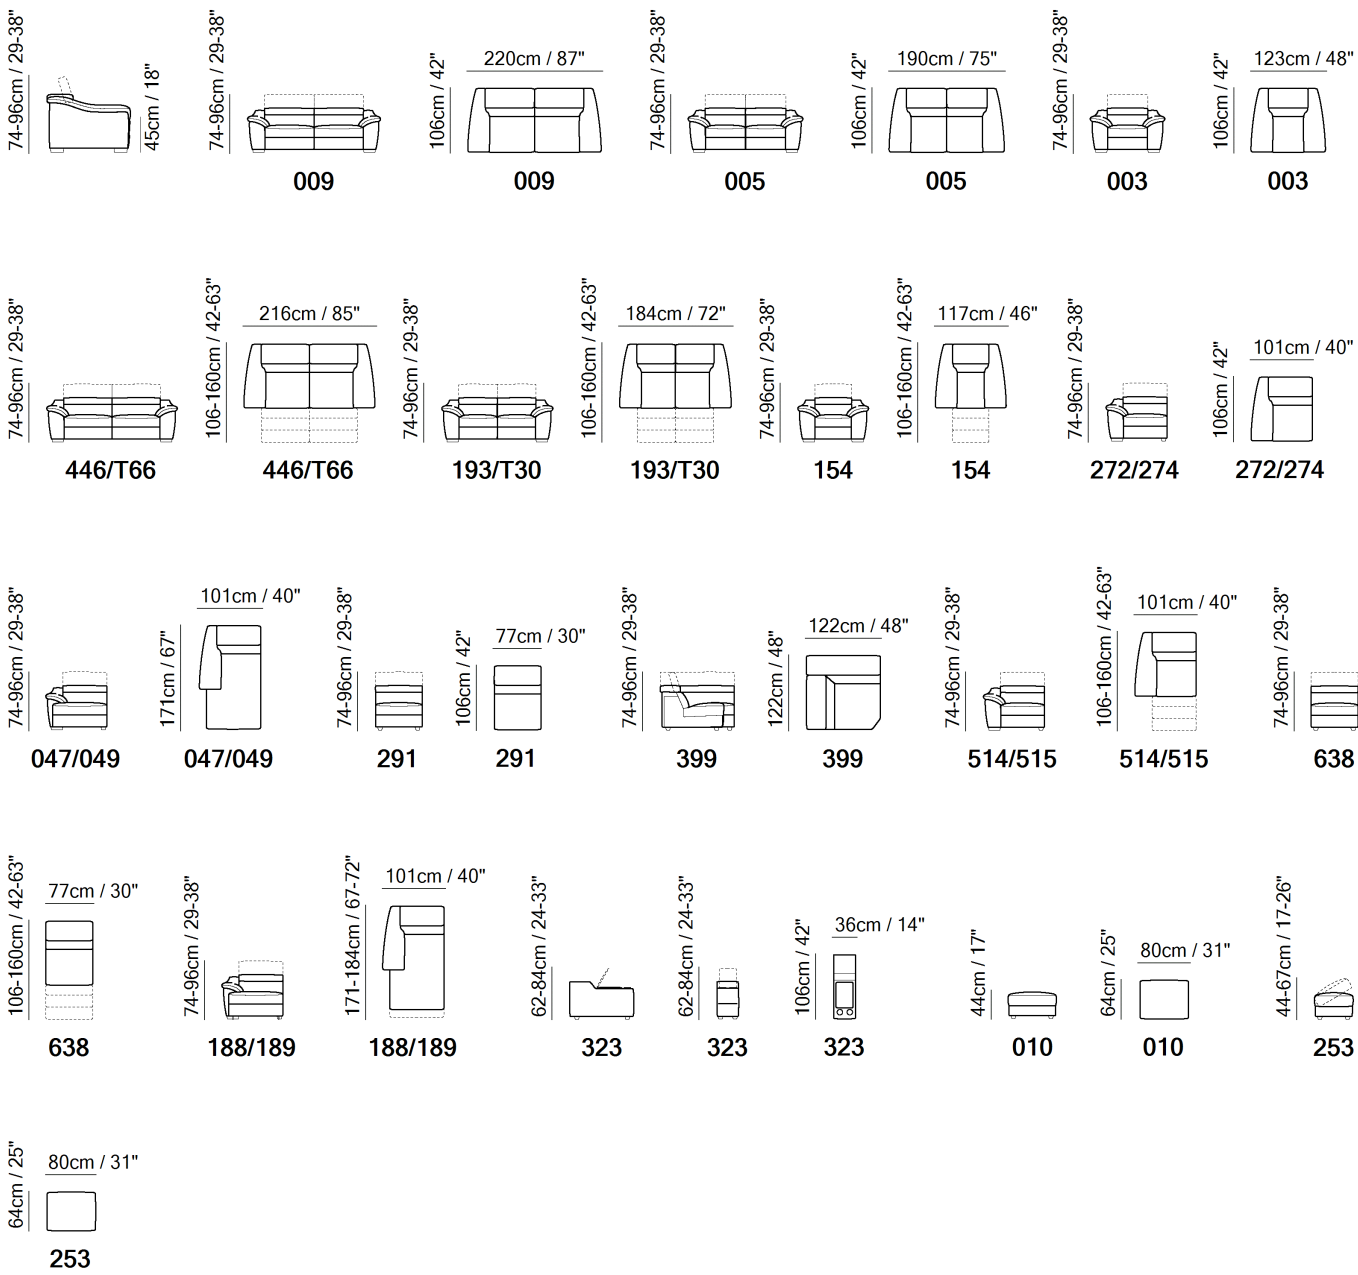 74-96cm / 29-38"
45cm / 18"
74-96cm / 29-38"
009
106cm / 42"
220cm / 87"
009
74-96cm / 29-38"
005
106cm / 42"
190cm / 75"
005
74-96cm / 29-38"
003
106cm / 42"
123cm / 48"
003
74-96cm / 29-38"
446/T66
106-160cm / 42-63"
216cm / 85"
446/T66
74-96cm / 29-38"
193/T30
106-160cm / 42-63"
184cm / 72"
193/T30
74-96cm / 29-38"
154
106-160cm / 42-63"
117cm / 46"
154
74-96cm / 29-38"
272/274
106cm / 42"
101cm / 40"
272/274
74-96cm / 29-38"
047/049
171cm / 67"
101cm / 40"
047/049
74-96cm / 29-38"
291
106cm / 42"
77cm / 30"
291
74-96cm / 29-38"
399
122cm / 48"
122cm / 48"
399
74-96cm / 29-38"
514/515
106-160cm / 42-63"
101cm / 40"
514/515
74-96cm / 29-38"
638
106-160cm / 42-63"
77cm / 30"
638
74-96cm / 29-38"
188/189
171-184cm / 67-72"
101cm / 40"
188/189
62-84cm / 24-33"
323
62-84cm / 24-33"
323
106cm / 42"
36cm / 14"
323
44cm / 17"
010
64cm / 25"
80cm / 31"
010
44-67cm / 17-26"
253
64cm / 25"
80cm / 31"
253